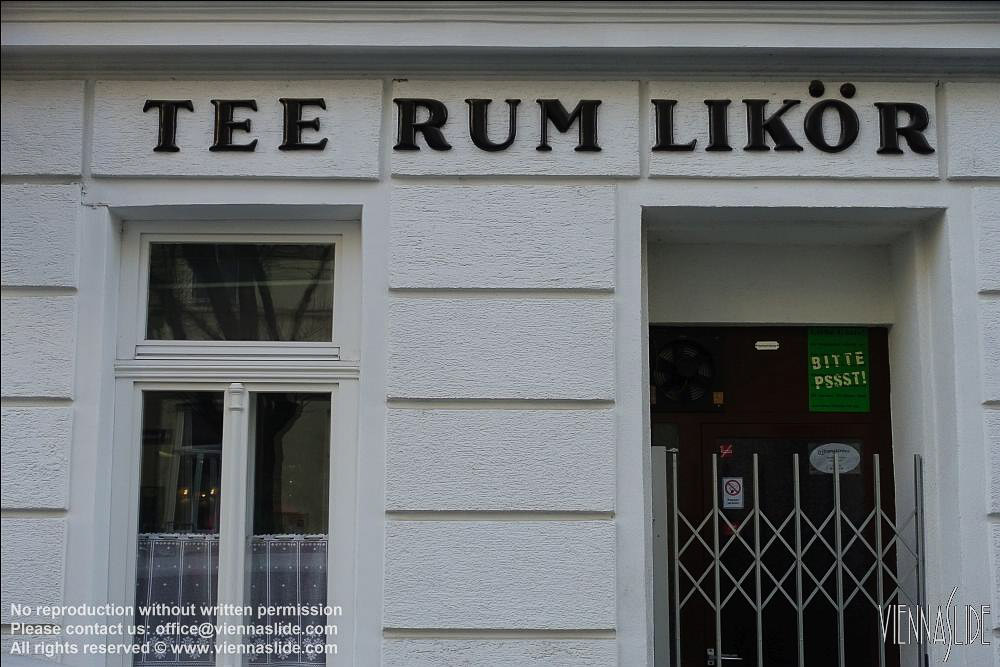 TEE RUM LIKÖR
BITTE
PSSST!
No reproduction without written permission
Please contact us: office@viennaslide.com
All rights reserved © www.viennaslide.com
VIENNASLIDE